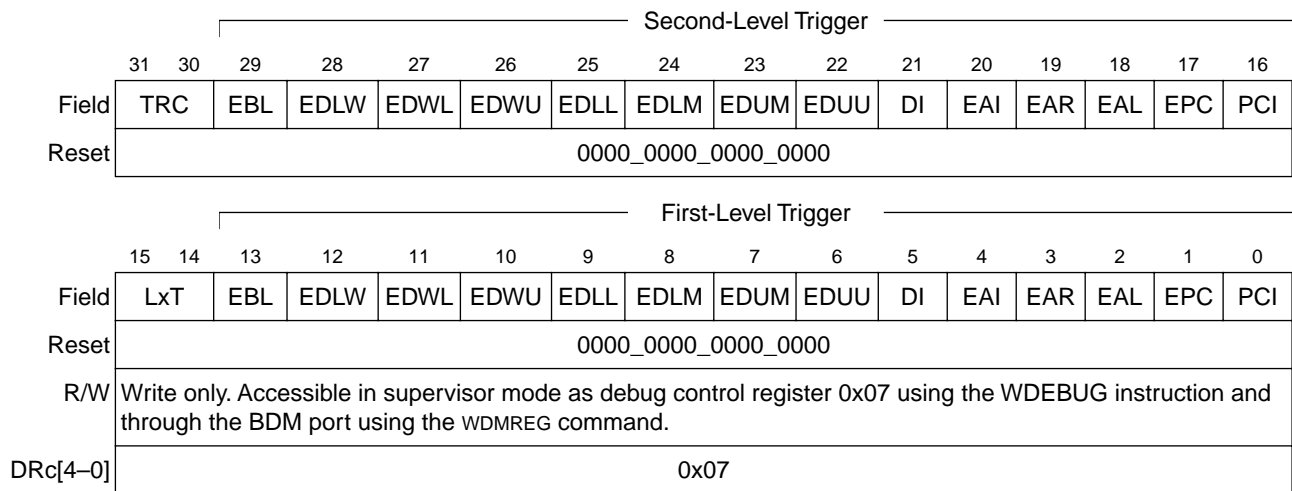 Second-Level Trigger
31 30 29 28 27 26 25 24 23 22 21 20 19 18 17 16
Field TRC EBL EDLW EDWL EDWU EDLL EDLM EDUM EDUU DI EAI EAR EAL EPC PCI
Reset 0000_0000_0000_0000
First-Level Trigger
15 14 13 12 11 10 9 8 7 6 5 4 3 2 1 0
Field LxT EBL EDLW EDWL EDWU EDLL EDLM EDUM EDUU DI EAI EAR EAL EPC PCI
Reset 0000_0000_0000_0000
R/W Write only. Accessible in supervisor mode as debug control register 0x07 using the WDEBUG instruction and
through the BDM port using the WDMREG command.
DRc[4–0] 0x07